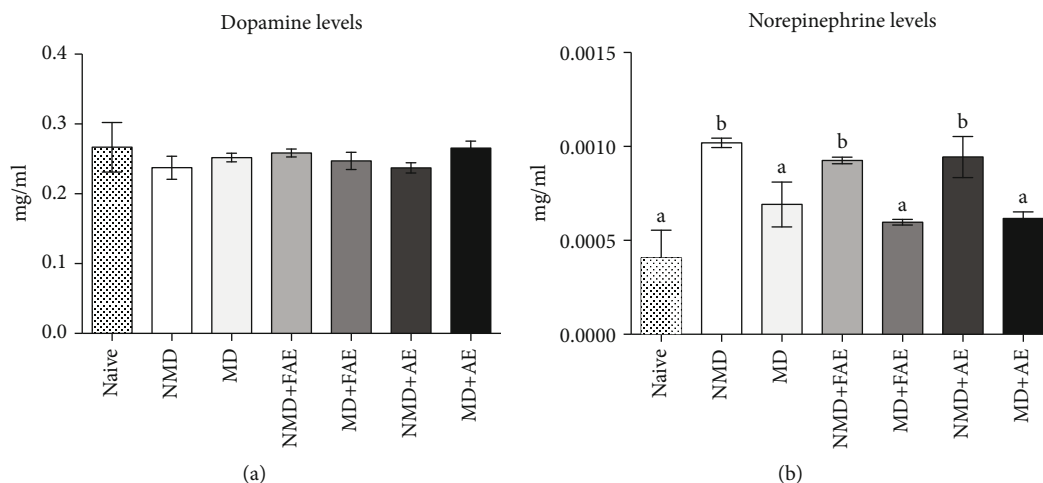 Dopamine levels
mg/ml
0.4
0.3
0.2
0.1
0.0
Naive
NMD
MD
NMD+FAE
MD+FAE
NMD+AE
MD+AE
(a)
Norepinephrine levels
mg/ml
0.0015
0.0010
0.0005
0.0000
a
b
a
b
a
b
a
Naive
NMD
MD
NMD+FAE
MD+FAE
NMD+AE
MD+AE
(b)